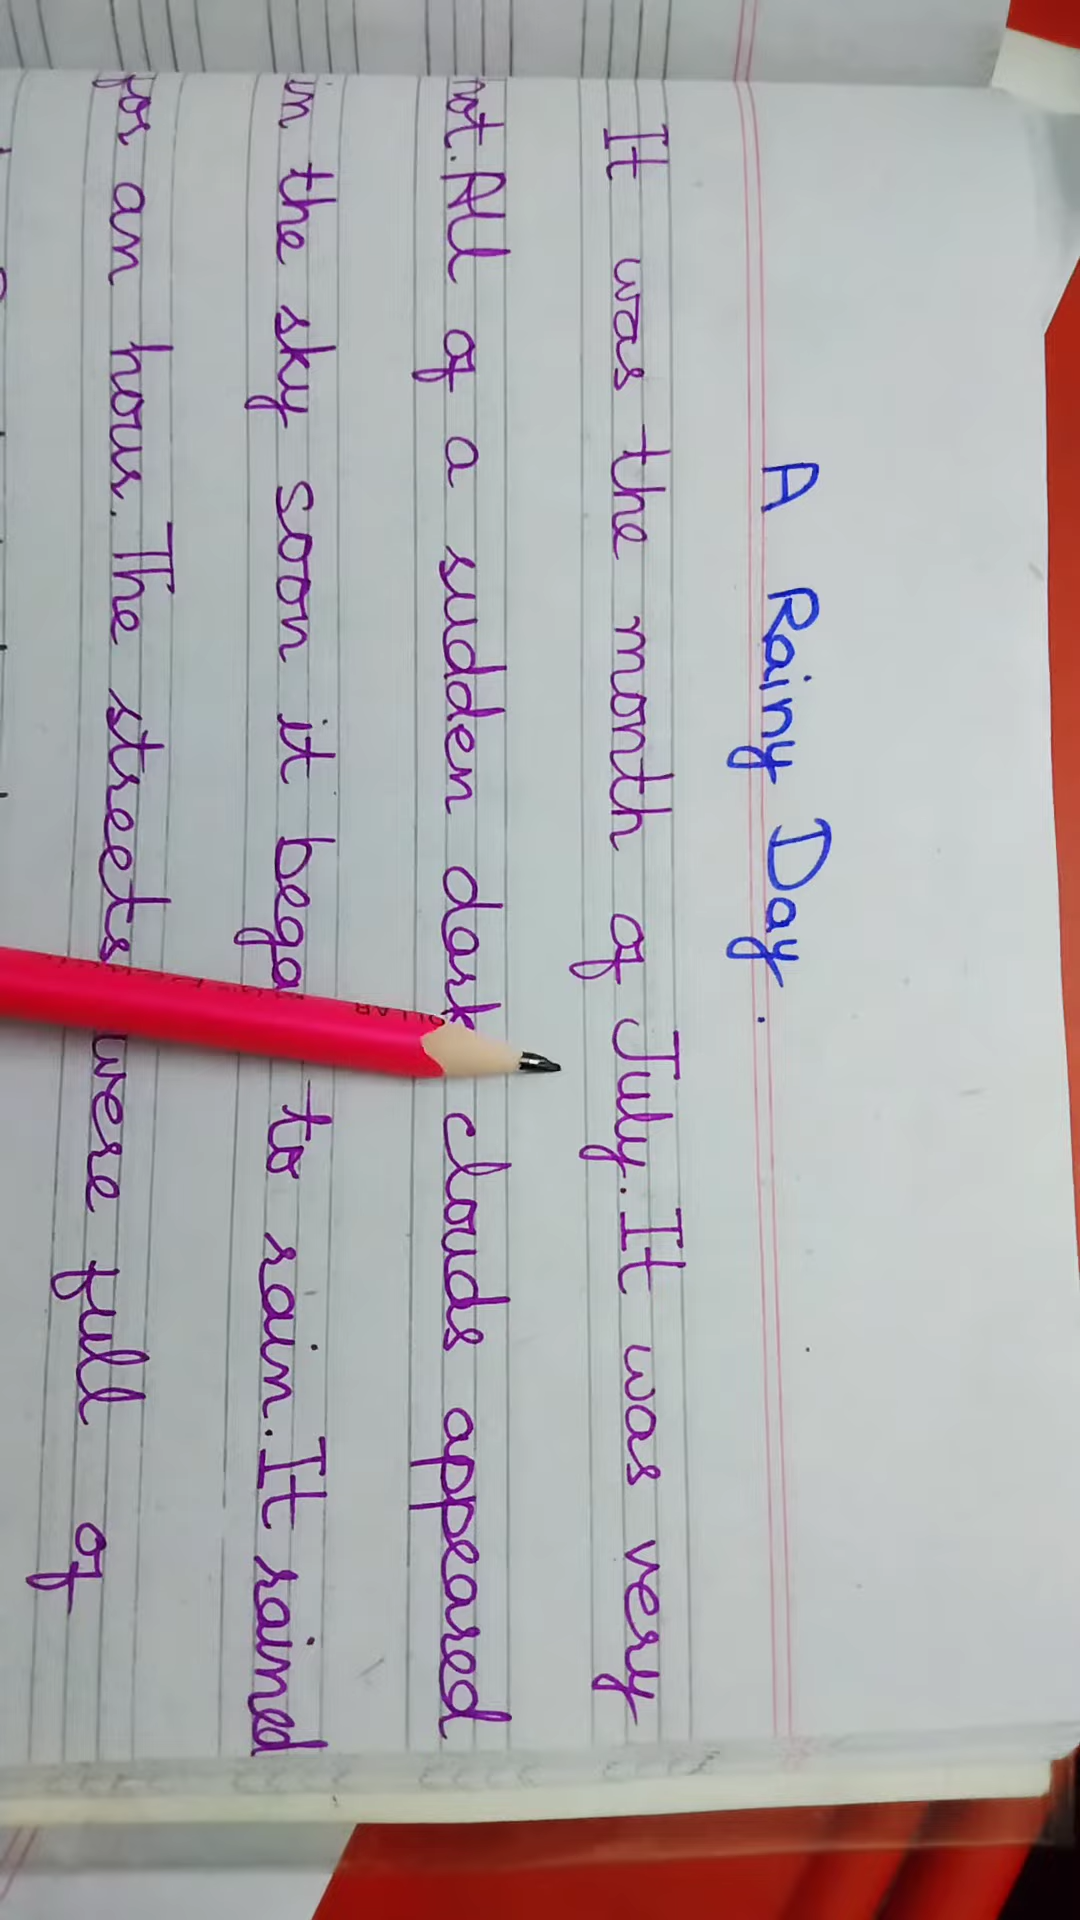 A Rainy Day.
It was the month of July. It was very
hot. All of a sudden dark clouds appeared
in the sky soon it bega to rain. It rained
for an hour. The streets were full of